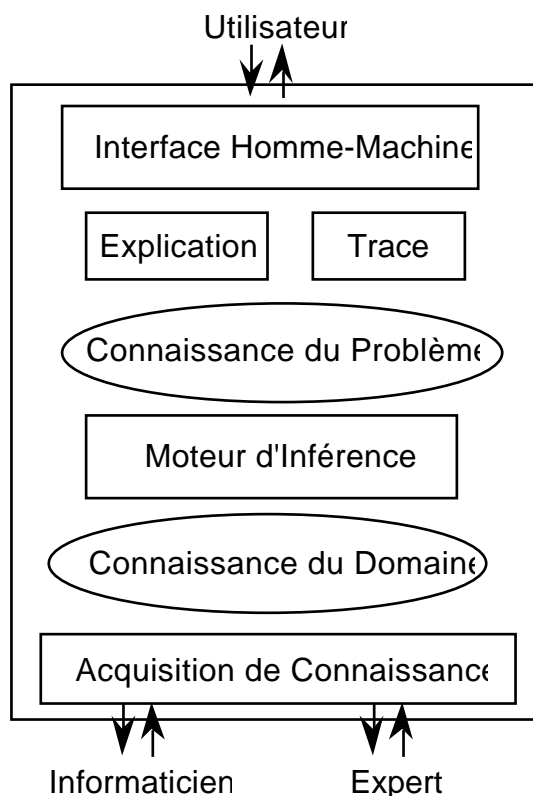 Utilisateur
Interface Homme-Machine
Explication
Trace
Connaissance du Problème
Moteur d'Inférence
Connaissance du Domaine
Acquisition de Connaissance
Informaticien
Expert